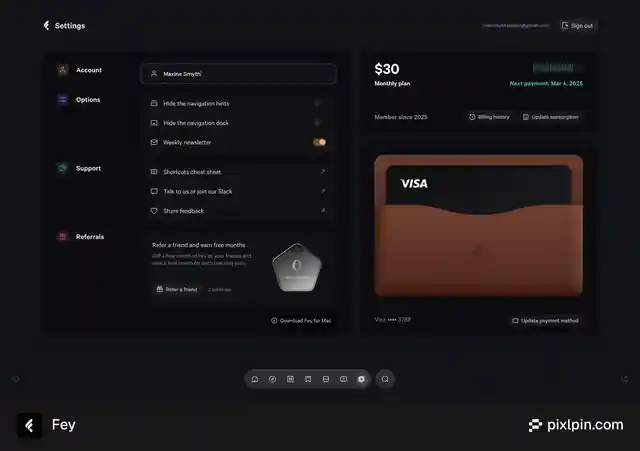 Settings
Sign out
Account
Maxine Smyth
Options
Hide the navigation hints
Hide the navigation dock
Weekly newsletter
Support
Shortcuts cheat sheet
Talk to us or join our Slack
Share feedback
Referrals
Refer a friend and earn free months
Refer a friend
Download Fey for Mac
$30
Monthly plan
Next payment: Mar 4, 2025
Member since 2025
Billing history
Update subscription
VISA
Visa •••• 3788
Update payment method
Fey
pixlpin.com